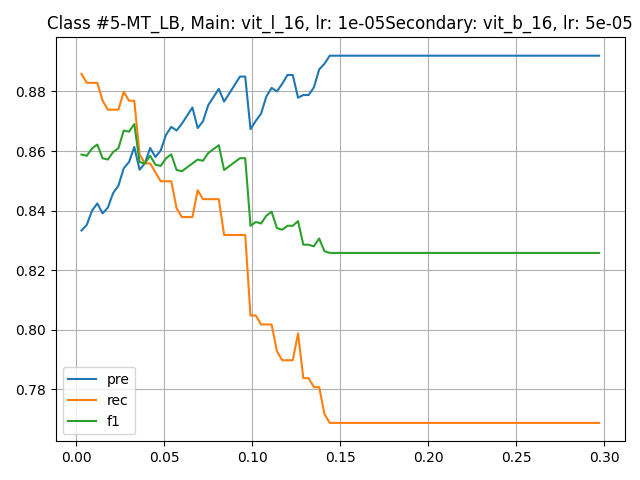 Class #5-MT_LB, Main: vit_l_16, lr: 1e-05Secondary: vit_b_16, lr: 5e-05
0.88
0.86
0.84
0.82
0.80
0.78
pre
rec
f1
0.00 0.05 0.10 0.15 0.20 0.25 0.30